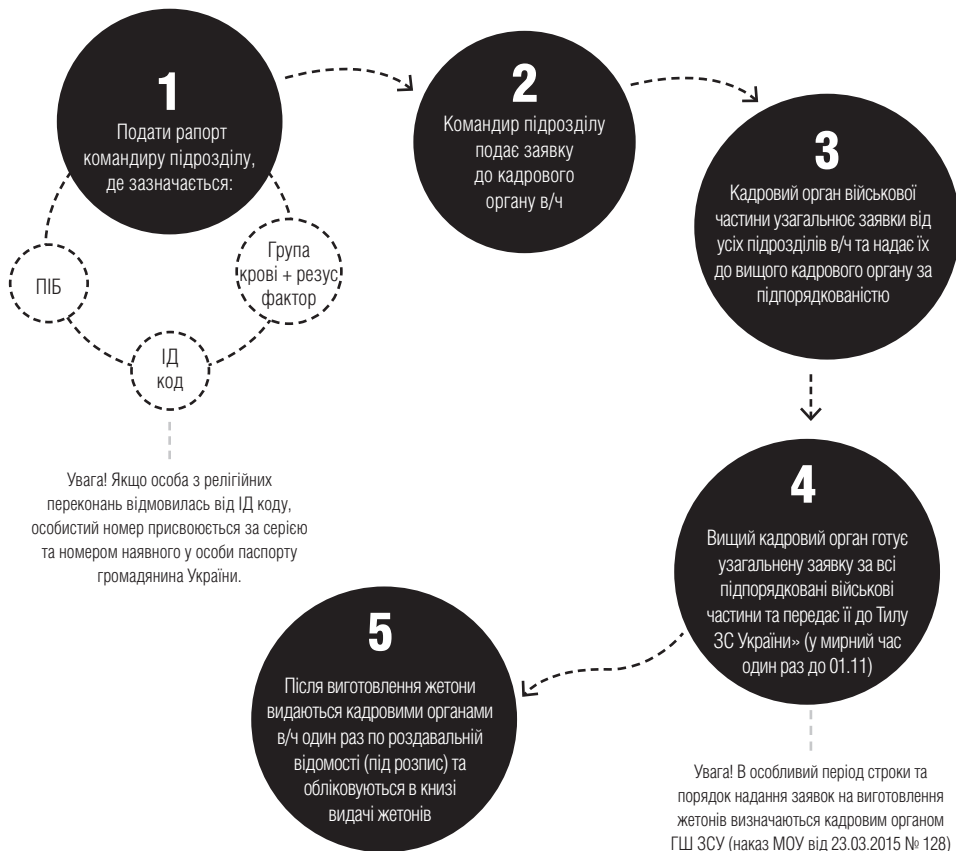 1
Подати рапорт
командиру підрозділу,
де зазначається:
ПІБ
ІД
код
Група
крові + резус
фактор
Увага! Якщо особа з релігійних
переконань відмовилась від ІД коду,
особистий номер присвоюється за серією
та номером наявного у особи паспорту
громадянина України.
2
Командир підрозділу
подає заявку
до кадрового
органу в/ч
3
Кадровий орган військової
частини узагальнює заявки від
усіх підрозділів в/ч та надає їх
до вищого кадрового органу за
підпорядкованістю
4
Вищий кадровий орган готує
узагальнену заявку за всі
підпорядковані військові
частини та передає її до Тилу
ЗС України» (у мирний час
один раз до 01.11)
Увага! В особливий період строки та
порядок надання заявок на виготовлення
жетонів визначаються кадровим органом
ГШ ЗСУ (наказ МОУ від 23.03.2015 № 128)
5
Після виготовлення жетони
видаються кадровими органами
в/ч один раз по роздавальній
відомості (під розпис) та
обліковуються в книзі
видачі жетонів